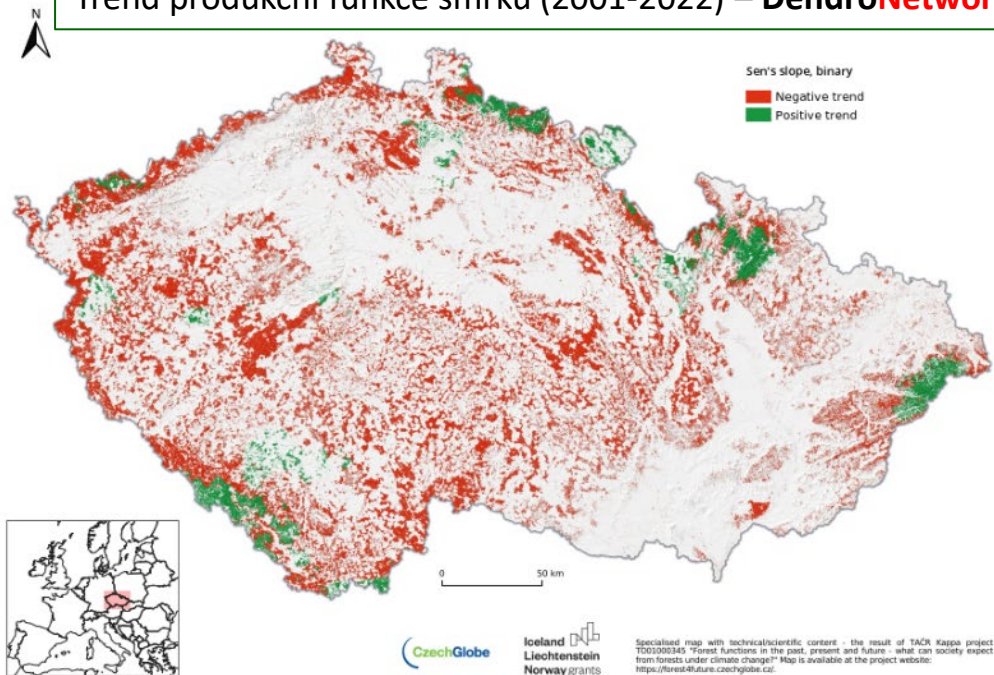 Trend produkční funkce smrku (2001-2022) – DendroNetwor
N
Sen's slope, binary
Negative trend
Positive trend
0 50 km
CzechGlobe
Iceland
Liechtenstein
Norway grants
Specialised map with technical/scientific content - the result of TAČR Kappa project
TO01000345 "Forest functions in the past, present and future - what can society expect
from forests under climate change?" Map is available at the project website:
https://forest4future.czechglobe.cz/.